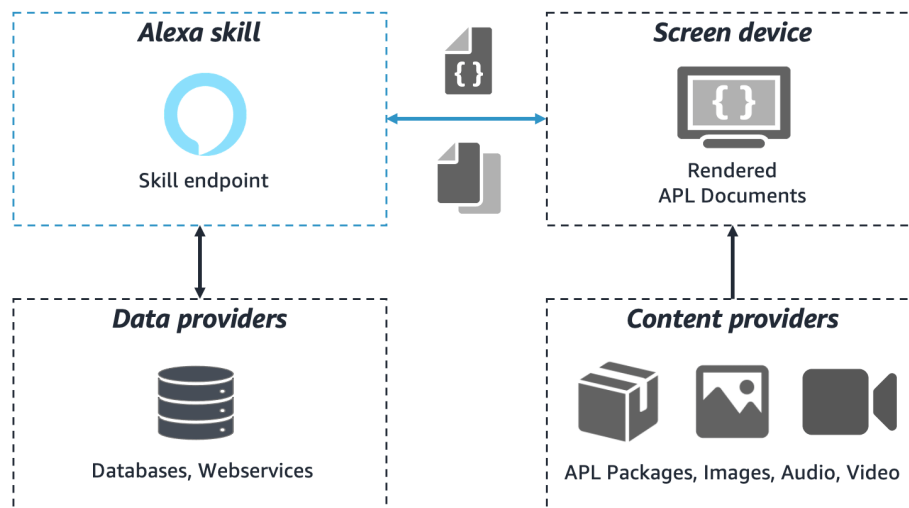 Alexa skill
Skill endpoint
{ }
Screen device
{ }
Rendered
APL Documents
Data providers
Databases, Webservices
Content providers
APL Packages, Images, Audio, Video